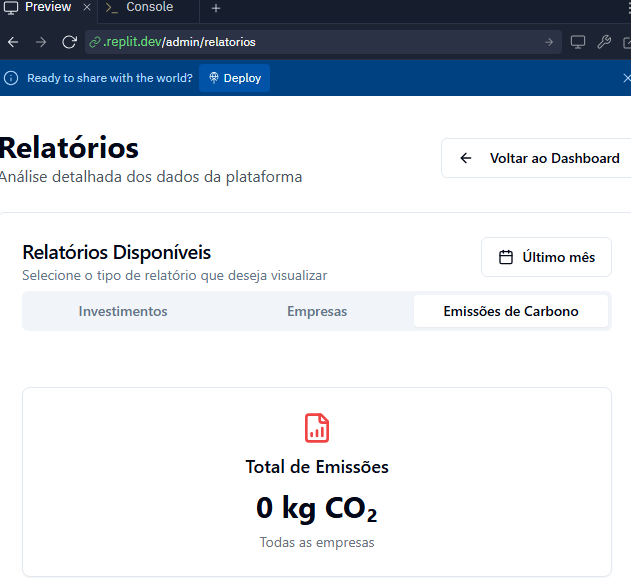 Preview
Console
.replit.dev/admin/relatorios
Ready to share with the world? Deploy
Relatórios
Análise detalhada dos dados da plataforma
Voltar ao Dashboard
Relatórios Disponíveis
Selecione o tipo de relatório que deseja visualizar
Último mês
Investimentos
Empresas
Emissões de Carbono
Total de Emissões
0 kg CO₂
Todas as empresas